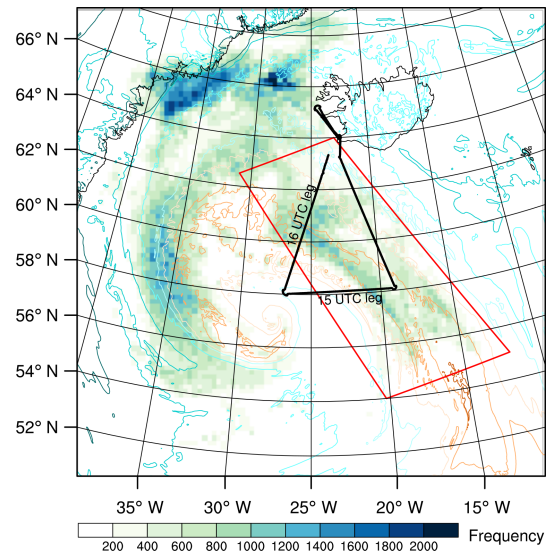 66° N
64° N
62° N
60° N
58° N
56° N
54° N
52° N
16 UTC leg
15 UTC leg
35° W 30° W 25° W 20° W 15° W
200 400 600 800 1000 1200 1400 1600 1800 2000
Frequency